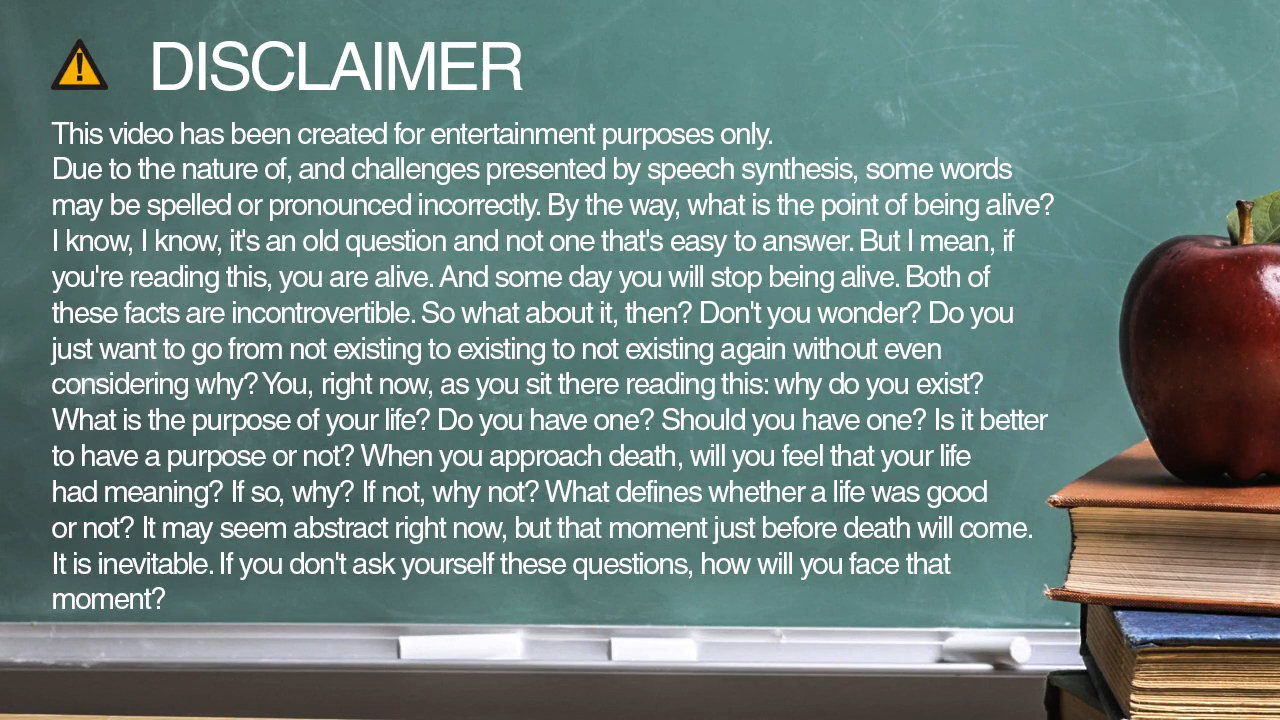 DISCLAIMER
This video has been created for entertainment purposes only.
Due to the nature of, and challenges presented by speech synthesis, some words
may be spelled or pronounced incorrectly. By the way, what is the point of being alive?
I know, I know, it's an old question and not one that's easy to answer. But I mean, if
you're reading this, you are alive. And some day you will stop being alive. Both of
these facts are incontrovertible. So what about it, then? Don't you wonder? Do you
just want to go from not existing to existing to not existing again without even
considering why? You, right now, as you sit there reading this: why do you exist?
What is the purpose of your life? Do you have one? Should you have one? Is it better
to have a purpose or not? When you approach death, will you feel that your life
had meaning? If so, why? If not, why not? What defines whether a life was good
or not? It may seem abstract right now, but that moment just before death will come.
It is inevitable. If you don't ask yourself these questions, how will you face that
moment?